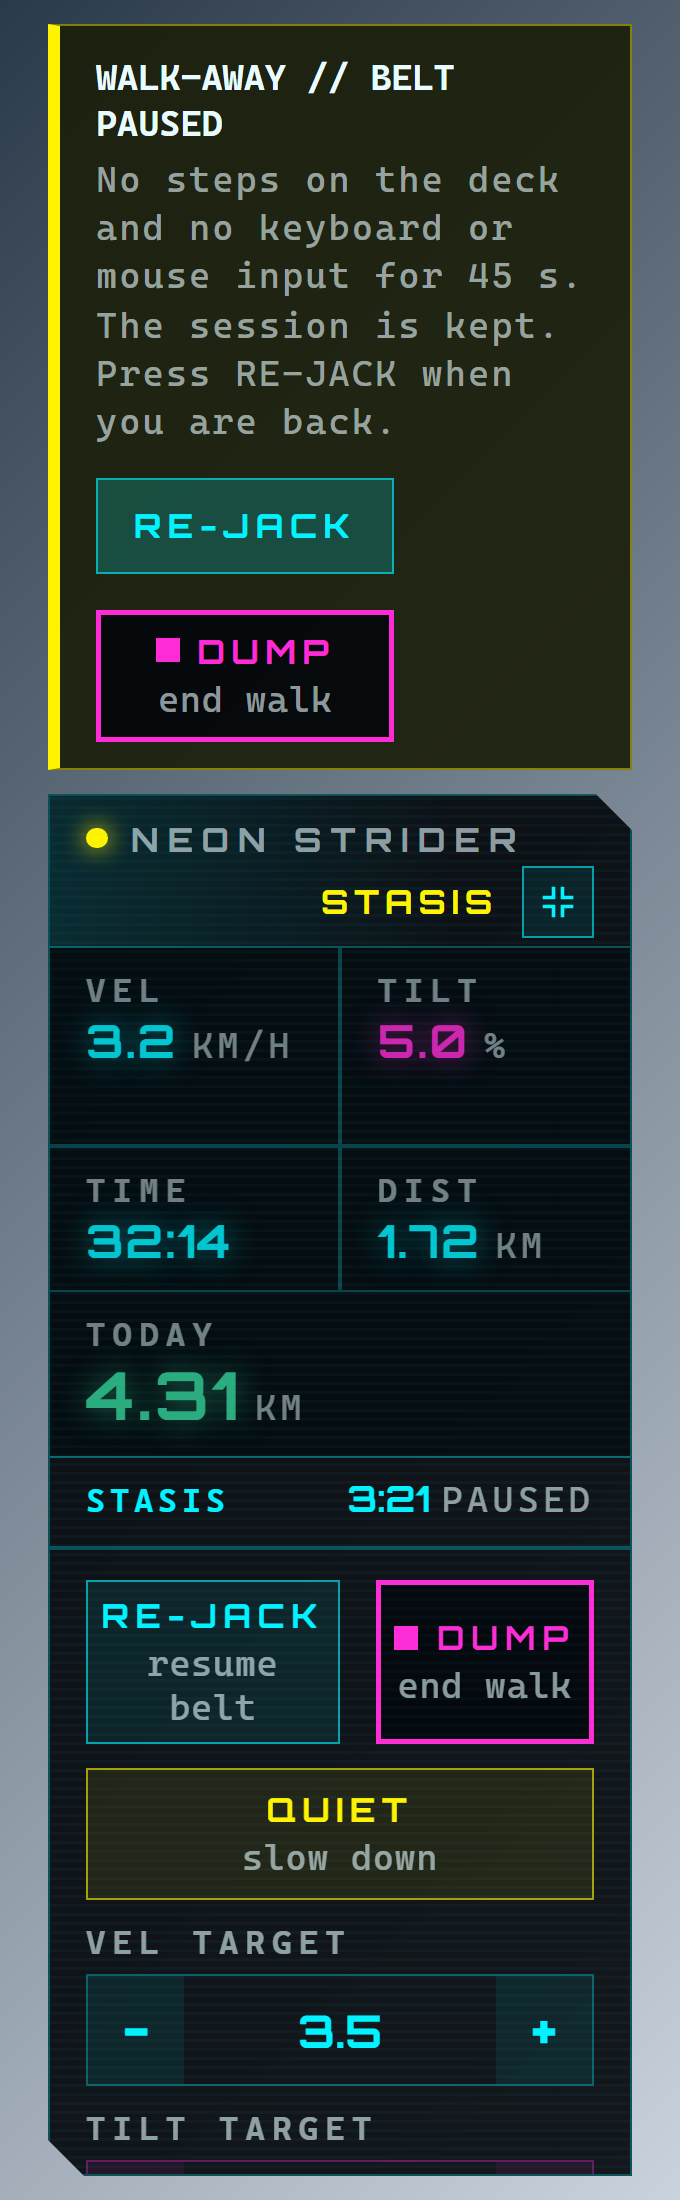 WALK-AWAY // BELT
PAUSED
No steps on the deck
and no keyboard or
mouse input for 45 s.
The session is kept.
Press RE-JACK when
you are back.
RE-JACK
DUMP
end walk
NEON STRIDER
STASIS
VEL
3.2 KM/H
TILT
5.0 %
TIME
32:14
DIST
1.72 KM
TODAY
4.31 KM
STASIS
3:21 PAUSED
RE-JACK
resume
belt
DUMP
end walk
QUIET
slow down
VEL TARGET
- 3.5 +
TILT TARGET